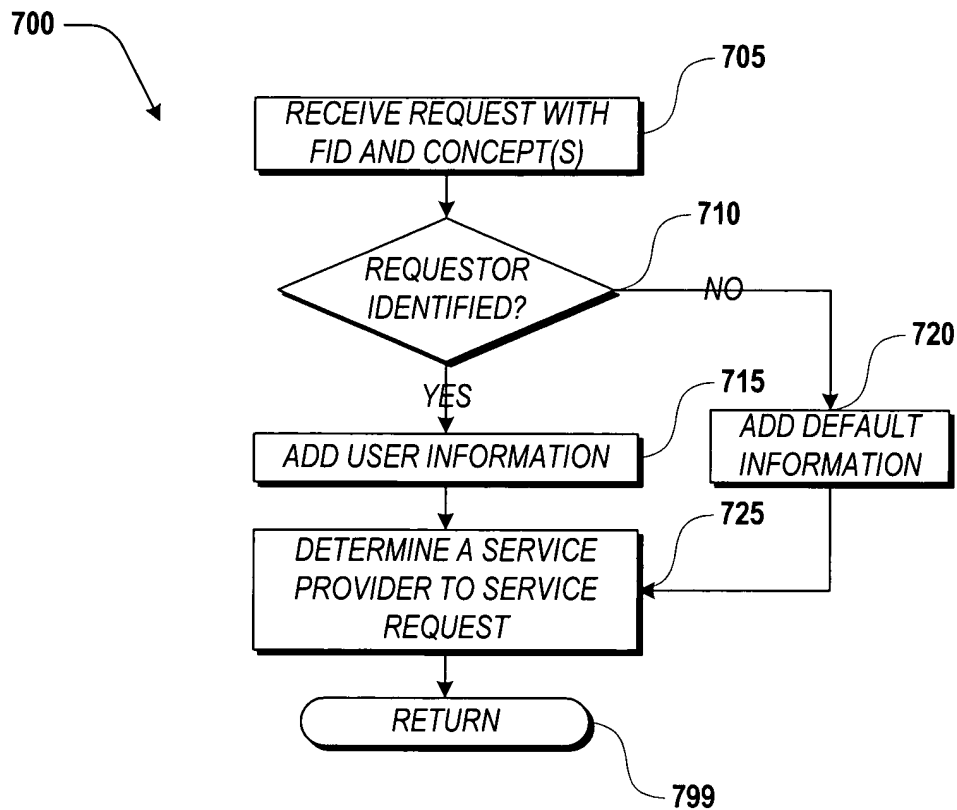 700
705
RECEIVE REQUEST WITH
FID AND CONCEPT(S)
710
REQUESTOR
IDENTIFIED?
NO
720
YES
715
ADD USER INFORMATION
ADD DEFAULT
INFORMATION
725
DETERMINE A SERVICE
PROVIDER TO SERVICE
REQUEST
RETURN
799